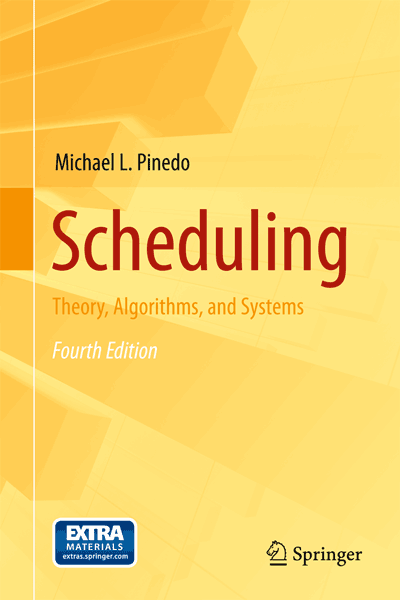 Michael L. Pinedo
Scheduling
Theory, Algorithms, and Systems
Fourth Edition
EXTRA
MATERIALS
extras.springer.com
Springer